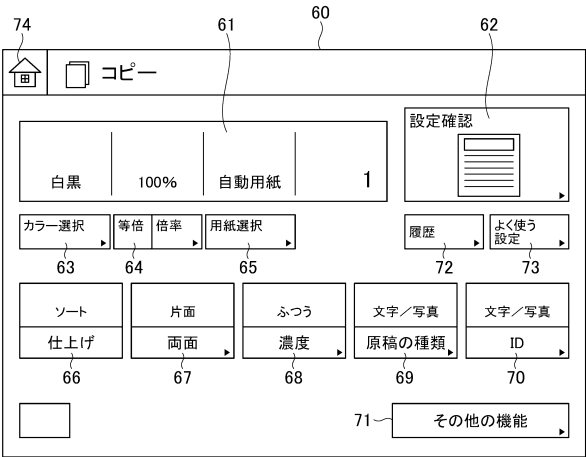 60
74
61
62
コピー
設定確認
白黒
100%
自動用紙
1
カラー選択
等倍
倍率
用紙選択
履歴
よく使う
設定
63
64
65
72
73
ソート
片面
ふつう
文字／写真
文字／写真
仕上げ
両面
濃度
原稿の種類
ID
66
67
68
69
70
71
その他の機能